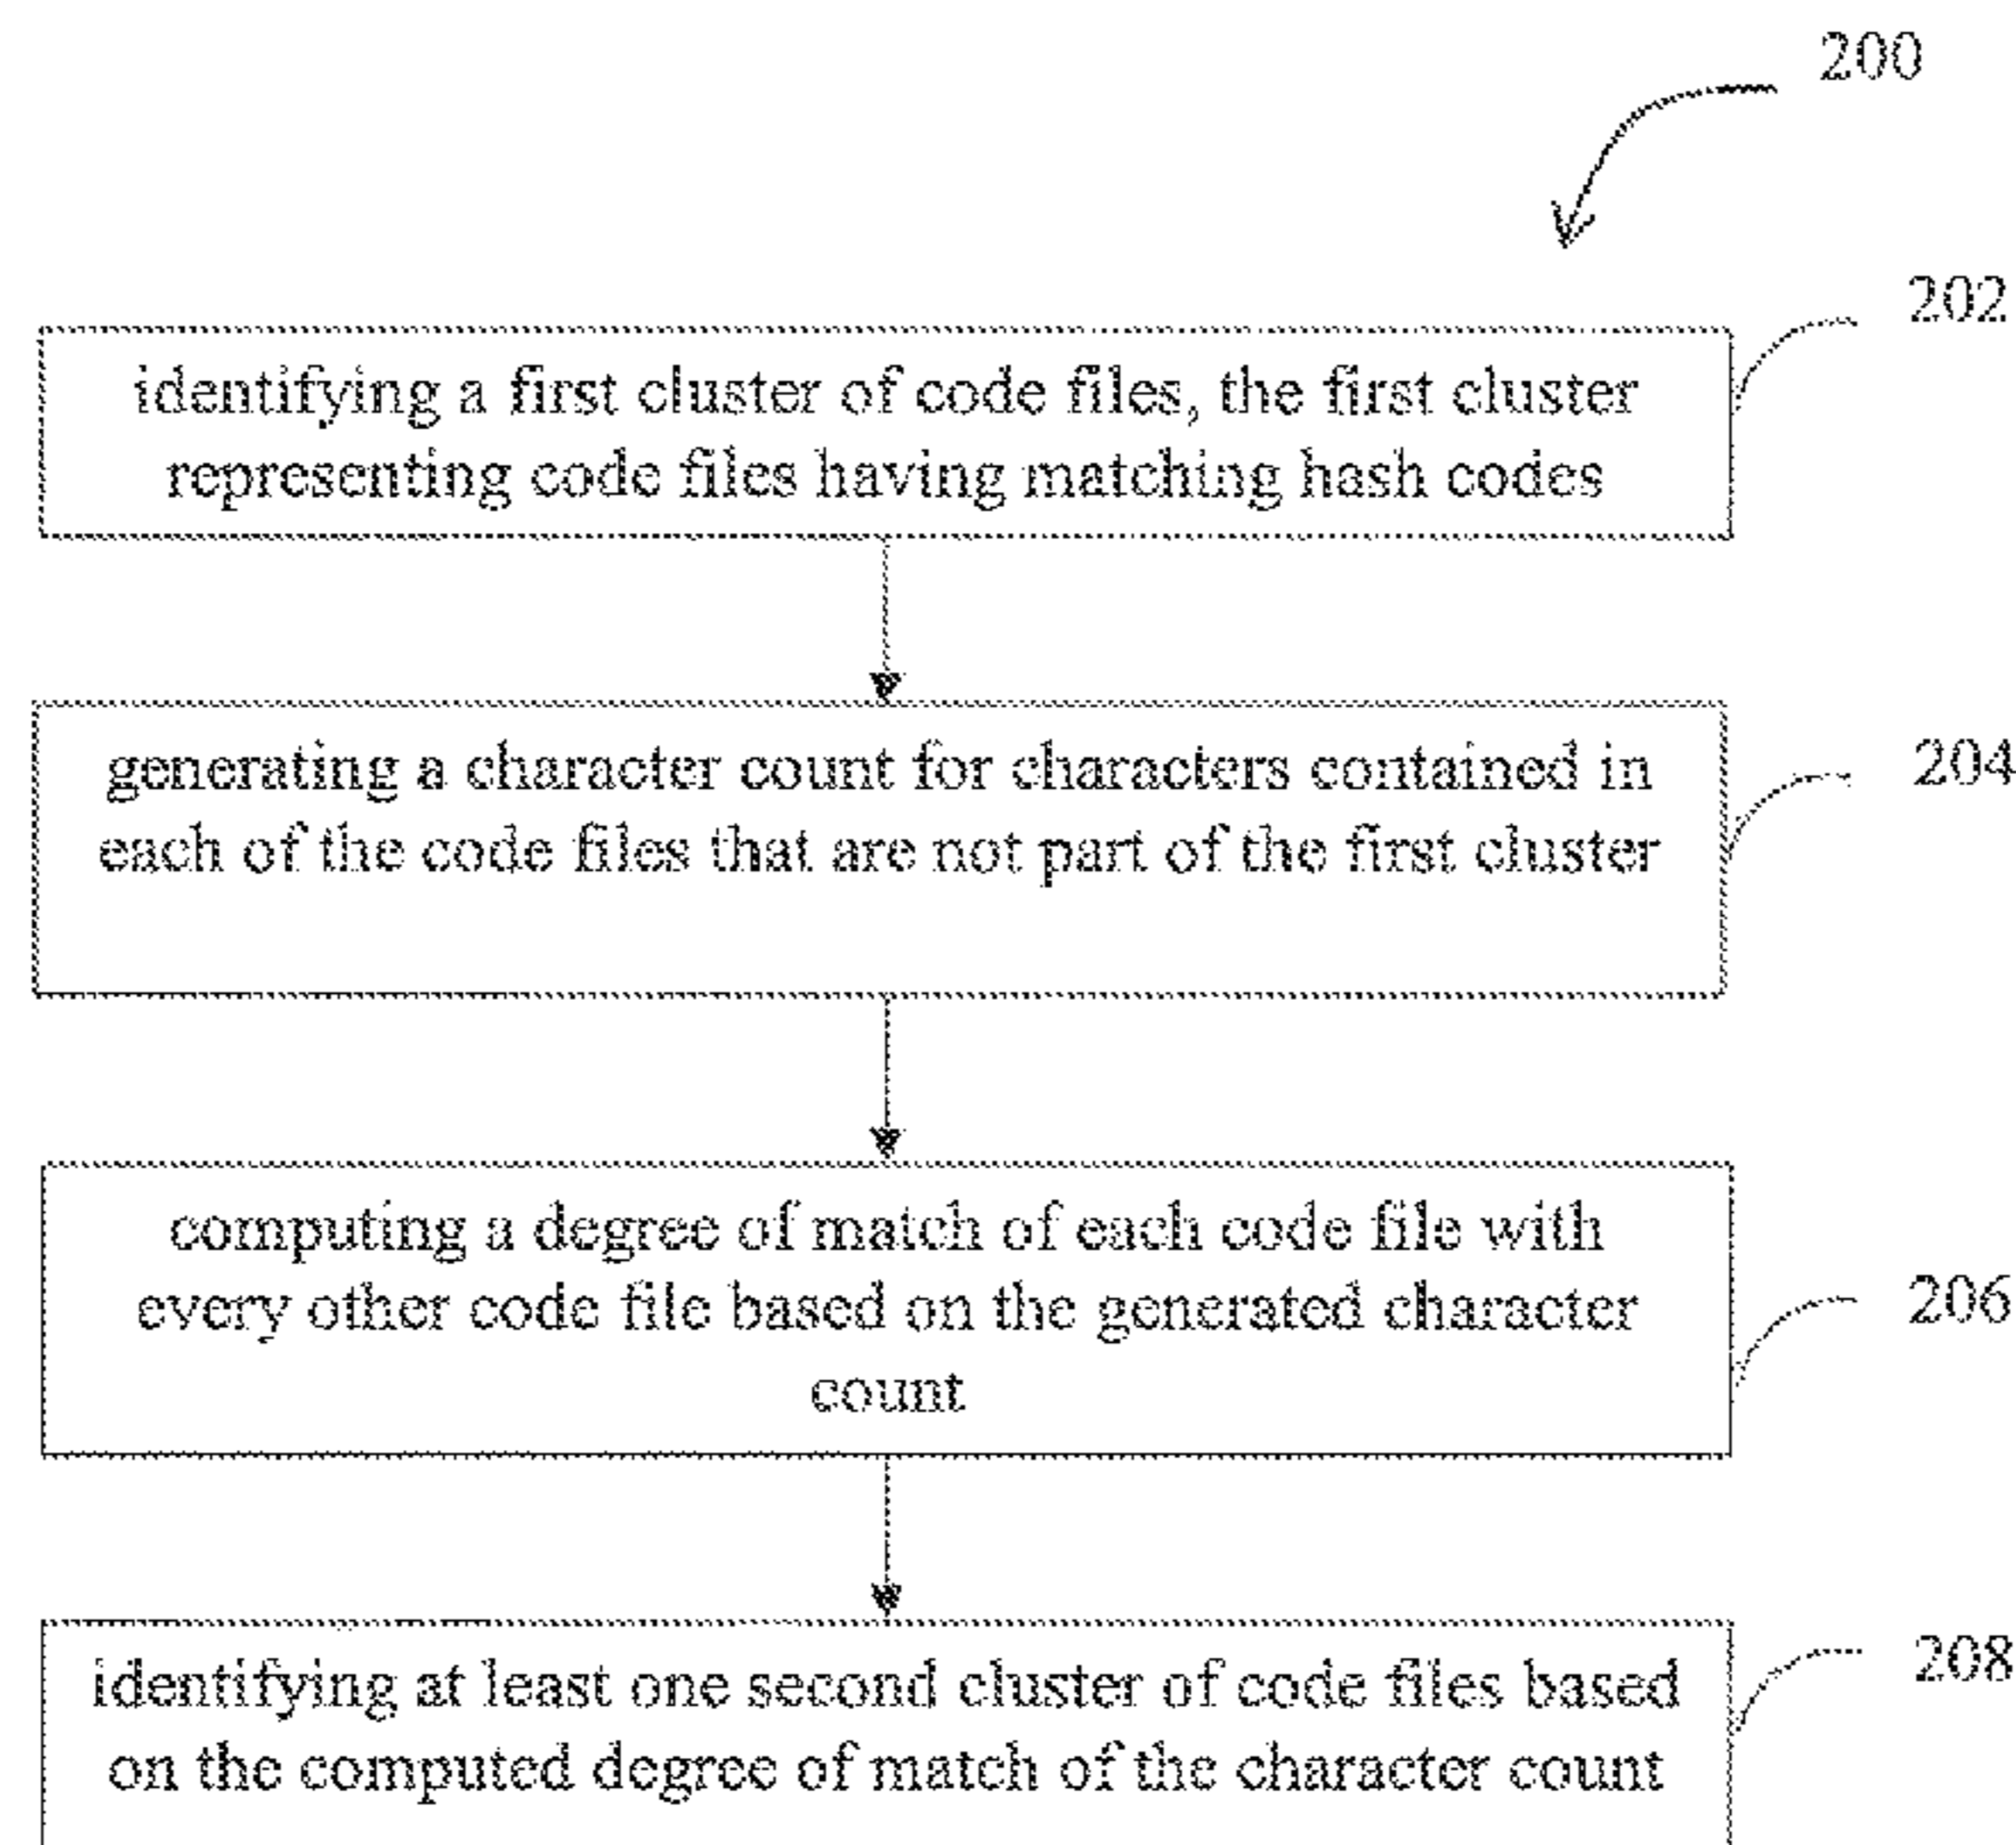 200
202
identifying a first cluster of code files, the first cluster
representing code files having matching hash codes
204
generating a character count for characters contained in
each of the code files that are not part of the first cluster
206
computing a degree of match of each code file with
every other code file based on the generated character
count
208
identifying at least one second cluster of code files based
on the computed degree of match of the character count